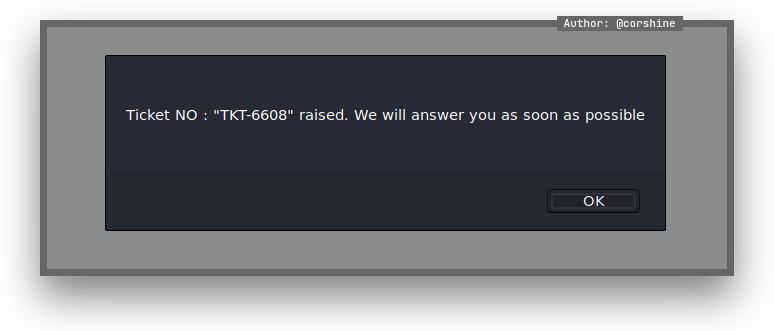 Author: @corshine
Ticket NO : "TKT-6608" raised. We will answer you as soon as possible
OK